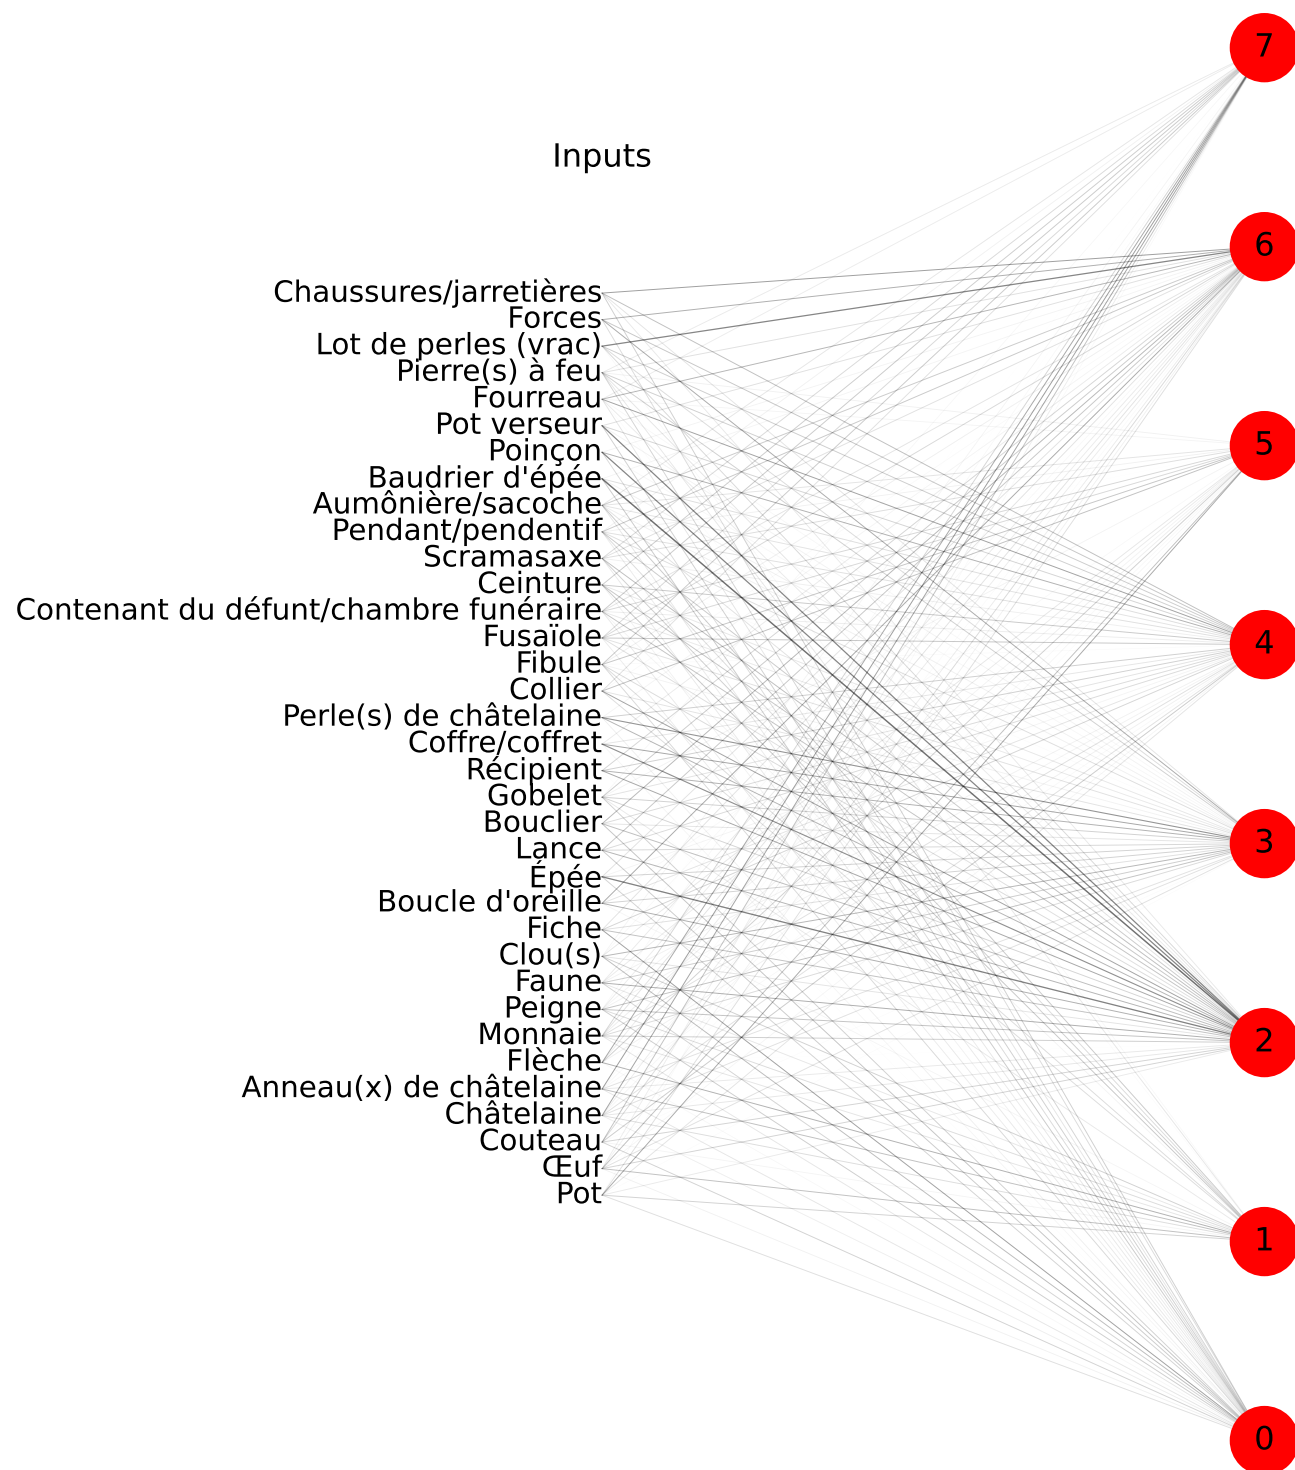 7
Inputs
6
Chaussures/jarretières
Forces
Lot de perles (vrac)
Pierre(s) à feu
Fourreau
Pot verseur
5
Poinçon
Baudrier d'épée
Aumônière/sacoche
Pendant/pendentif
Scramasaxe
Ceinture
Contenant du défunt/chambre funéraire
Fusaïole
4
Fibule
Collier
Perle(s) de châtelaine
Coffre/coffret
Récipient
Gobelet
Bouclier
3
Lance
Épée
Boucle d'oreille
Fiche
Clou(s)
Faune
Peigne
Monnaie
2
Flèche
Anneau(x) de châtelaine
Châtelaine
Couteau
Œuf
Pot
1
0